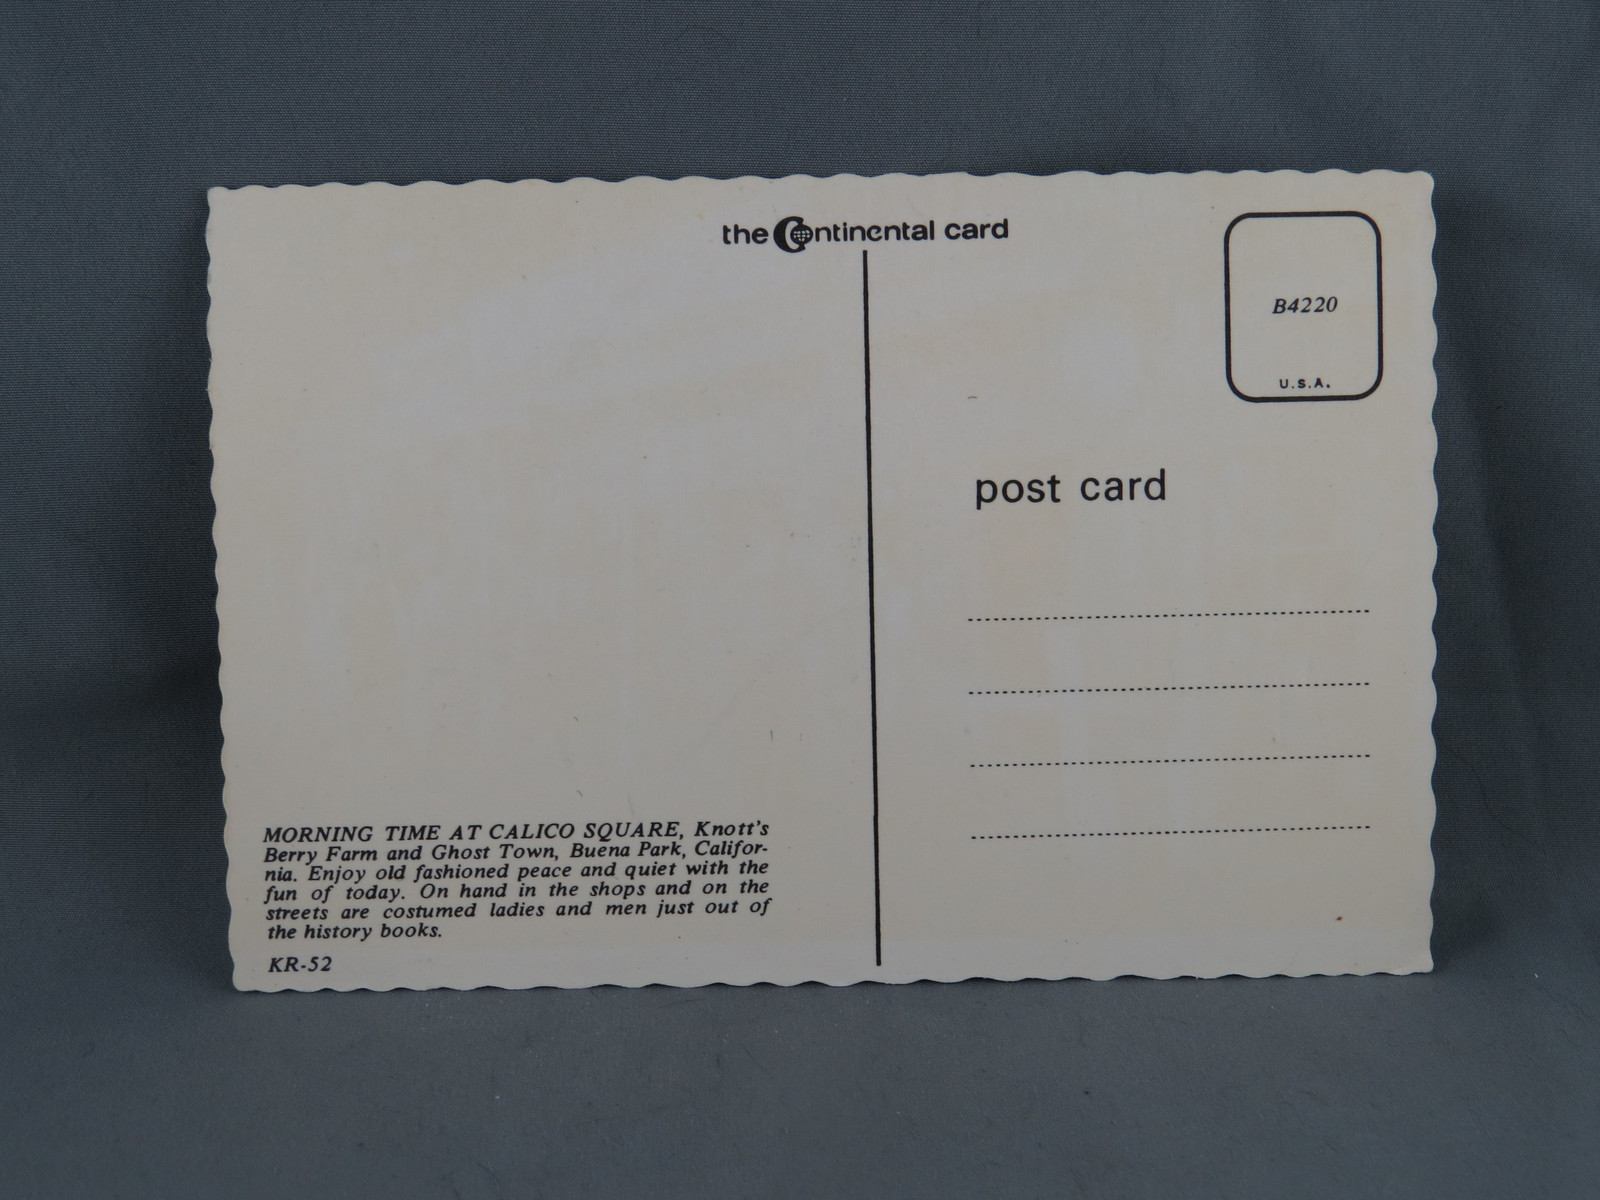 the Continental card
B4220
U.S.A.
post card
MORNING TIME AT CALICO SQUARE, Knott's
Berry Farm and Ghost Town, Buena Park, Califor-
nia. Enjoy old fashioned peace and quiet with the
fun of today. On hand in the shops and on the
streets are costumed ladies and men just out of
the history books.
KR-52